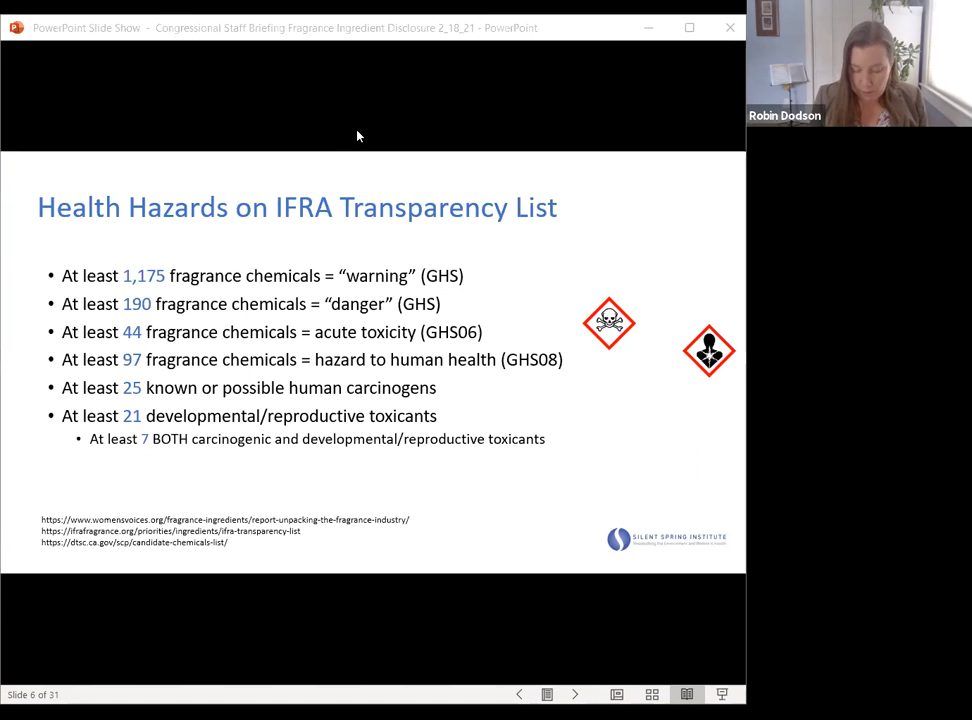 PowerPoint Slide Show - Congressional Staff Briefing Fragrance Ingredient Disclosure 2_18_21 - PowerPoint
Robin Dodson
Health Hazards on IFRA Transparency List
• At least 1,175 fragrance chemicals = “warning” (GHS)
• At least 190 fragrance chemicals = “danger” (GHS)
• At least 44 fragrance chemicals = acute toxicity (GHS06)
• At least 97 fragrance chemicals = hazard to human health (GHS08)
• At least 25 known or possible human carcinogens
• At least 21 developmental/reproductive toxicants
• At least 7 BOTH carcinogenic and developmental/reproductive toxicants
https://www.womensvoices.org/fragrance-ingredients/report-unpacking-the-fragrance-industry/
https://ifrafragrance.org/priorities/ingredients/ifra-transparency-list
https://dtsc.ca.gov/scp/candidate-chemicals-list/
SILENT SPRING INSTITUTE
Slide 6 of 31